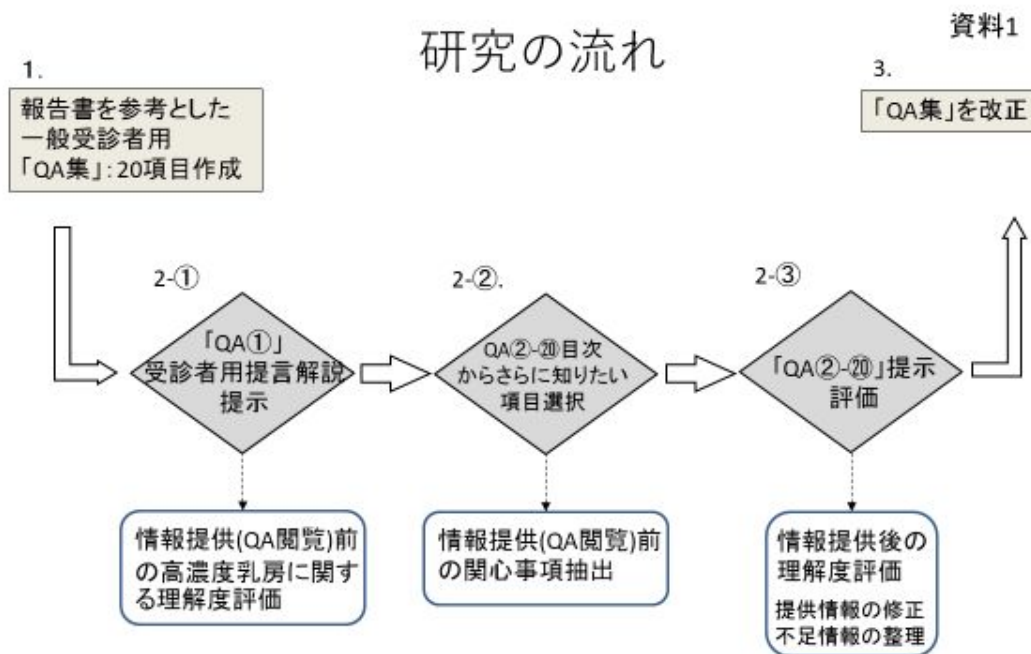 資料1
研究の流れ
1.
報告書を参考とした
一般受診者用
「QA集」:20項目作成
3.
「QA集」を改正
2-①
「QA①」
受診者用提言解説
提示
2-②.
QA②-⑳目次
からさらに知りたい
項目選択
2-③
「QA②-⑳」提示
評価
情報提供(QA閲覧)前
の高濃度乳房に関す
る理解度評価
情報提供(QA閲覧)前
の関心事項抽出
情報提供後の
理解度評価
提供情報の修正
不足情報の整理